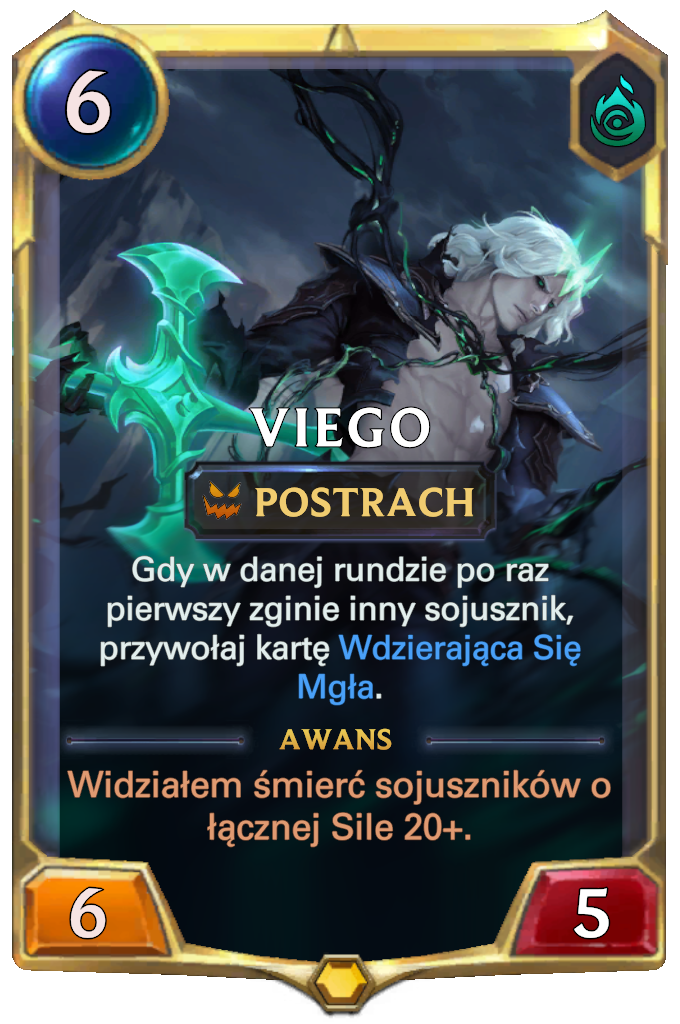 6
VIEGO
POSTRACH
Gdy w danej rundzie po raz
pierwszy zginie inny sojusznik,
przywołaj kartę Wdzierająca Się
Mgła.
AWANS
Widziałem śmierć sojuszników o
łącznej Sile 20+.
6
5